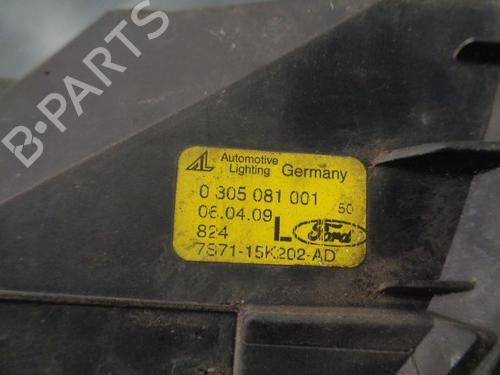 B-PARTS
AL Automotive Lighting Germany
0 305 081 001 50
06.04.09
824 L Ford
7S71-15K202-AD